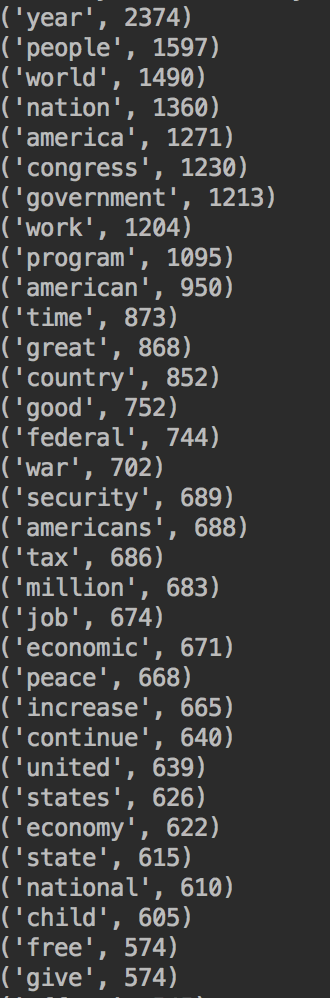 ('year', 2374)
('people', 1597)
('world', 1490)
('nation', 1360)
('america', 1271)
('congress', 1230)
('government', 1213)
('work', 1204)
('program', 1095)
('american', 950)
('time', 873)
('great', 868)
('country', 852)
('good', 752)
('federal', 744)
('war', 702)
('security', 689)
('americans', 688)
('tax', 686)
('million', 683)
('job', 674)
('economic', 671)
('peace', 668)
('increase', 665)
('continue', 640)
('united', 639)
('states', 626)
('economy', 622)
('state', 615)
('national', 610)
('child', 605)
('free', 574)
('give', 574)